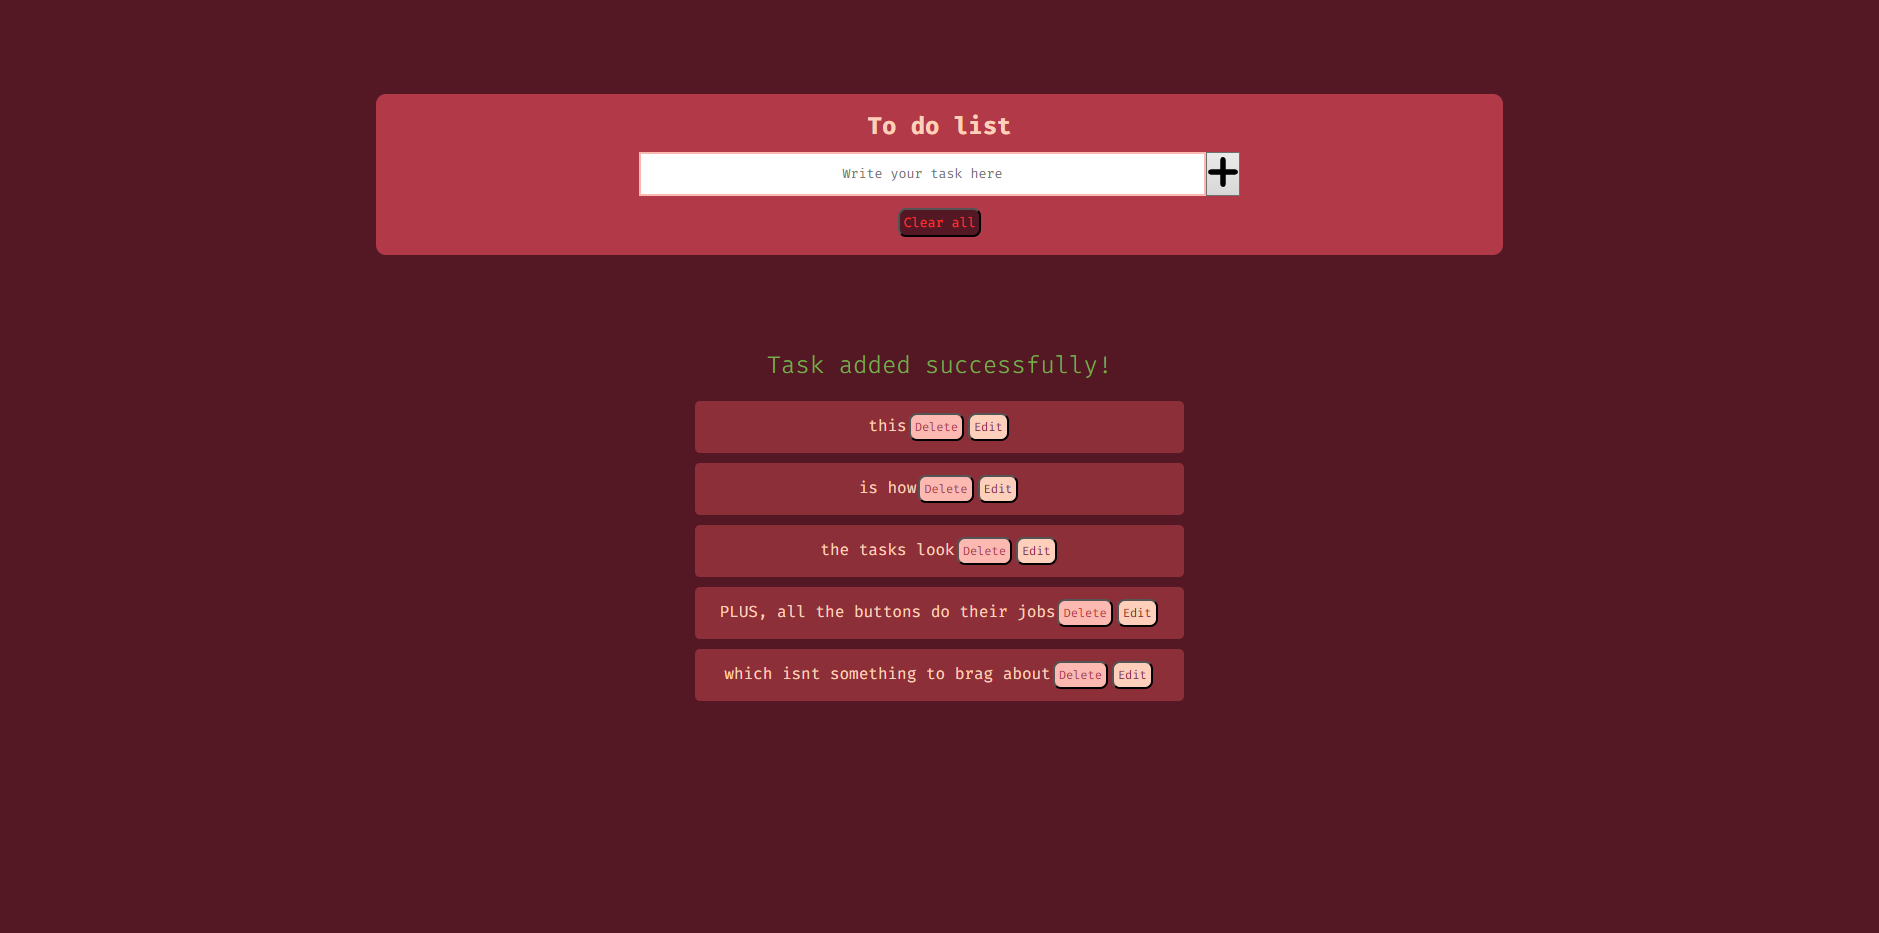 To do list
Write your task here
Clear all
Task added successfully!
this Delete Edit
is how Delete Edit
the tasks look Delete Edit
PLUS, all the buttons do their jobs Delete Edit
which isnt something to brag about Delete Edit